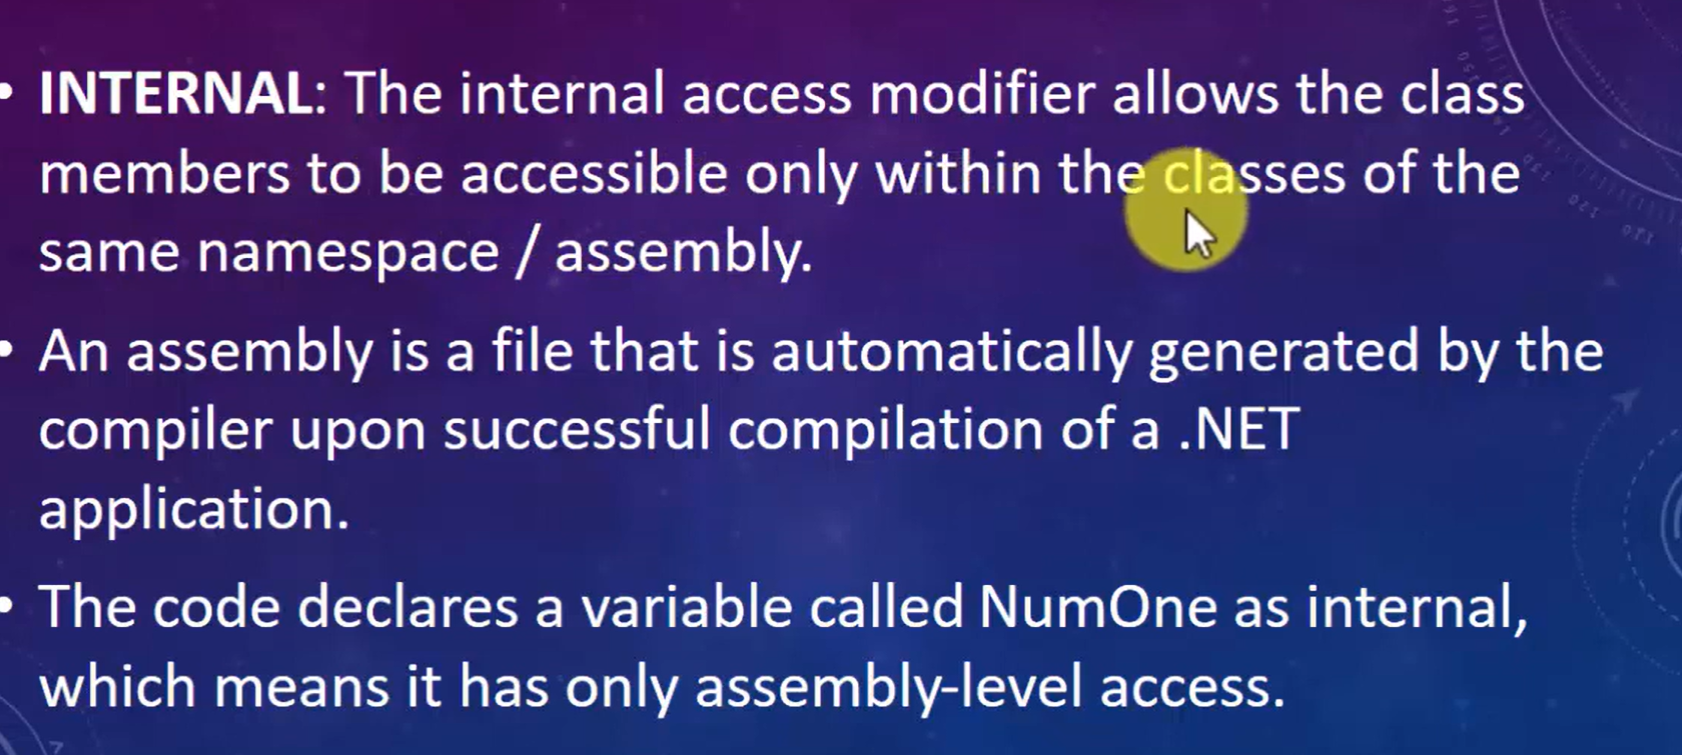 • INTERNAL: The internal access modifier allows the class
members to be accessible only within the classes of the
same namespace / assembly.
• An assembly is a file that is automatically generated by the
compiler upon successful compilation of a .NET
application.
• The code declares a variable called NumOne as internal,
which means it has only assembly-level access.